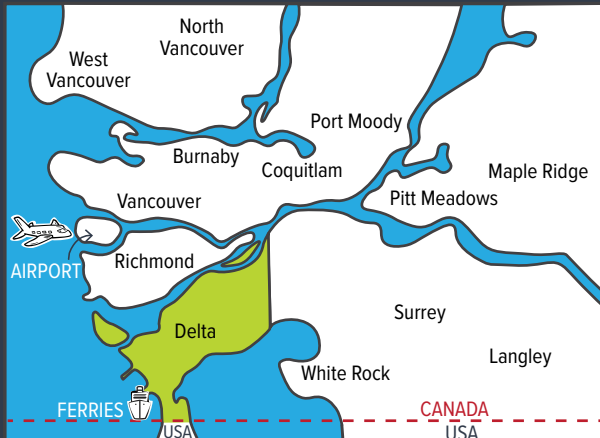 North
Vancouver
West
Vancouver
Port Moody
Burnaby
Coquitlam
Maple Ridge
Pitt Meadows
Vancouver
AIRPORT
Richmond
Surrey
Delta
Langley
White Rock
FERRIES
CANADA
USA
USA